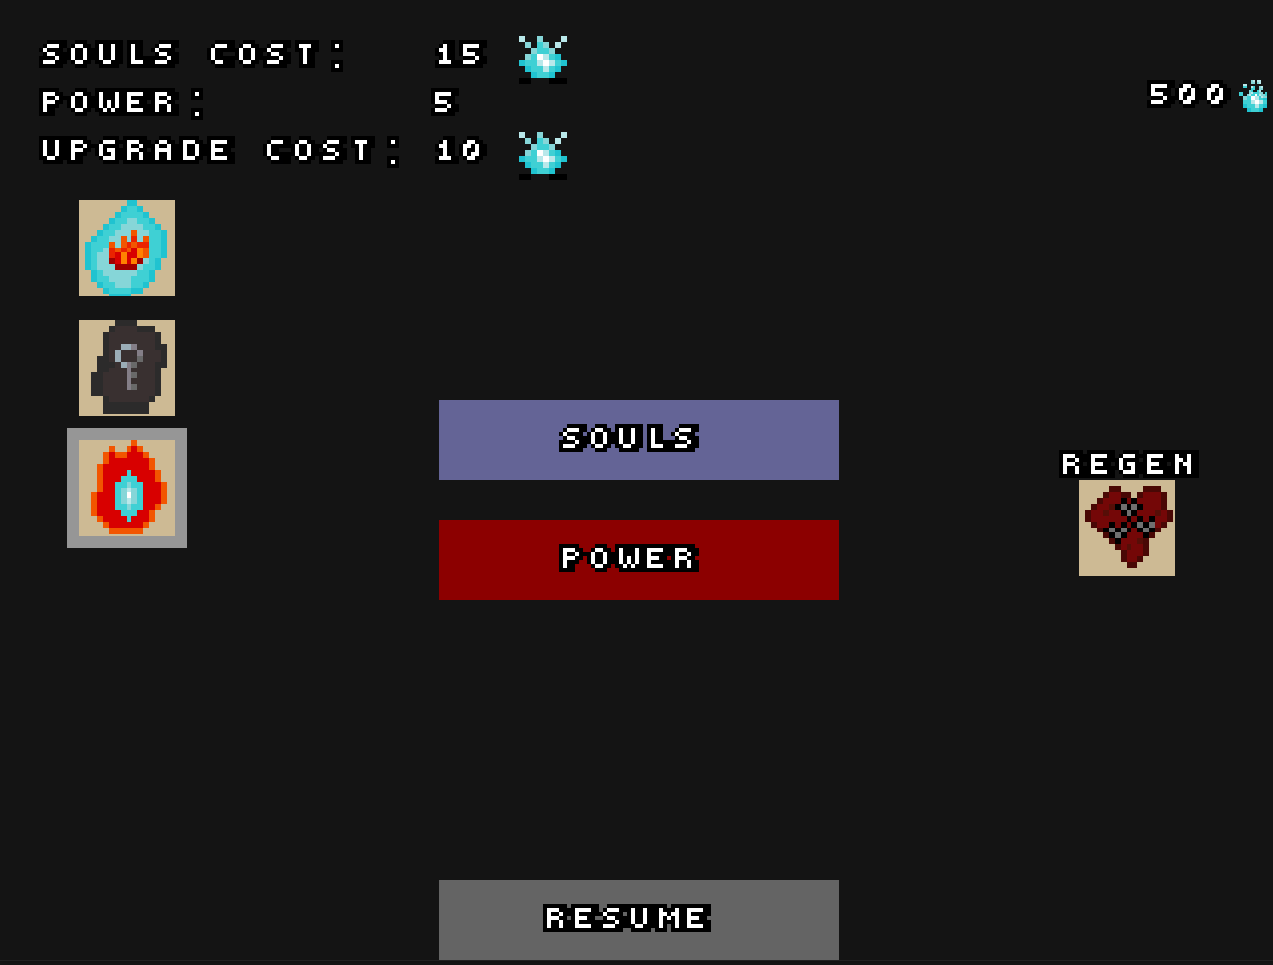 SOULS COST: 15
POWER: 5
UPGRADE COST: 10
500
SOULS
REGEN
POWER
RESUME